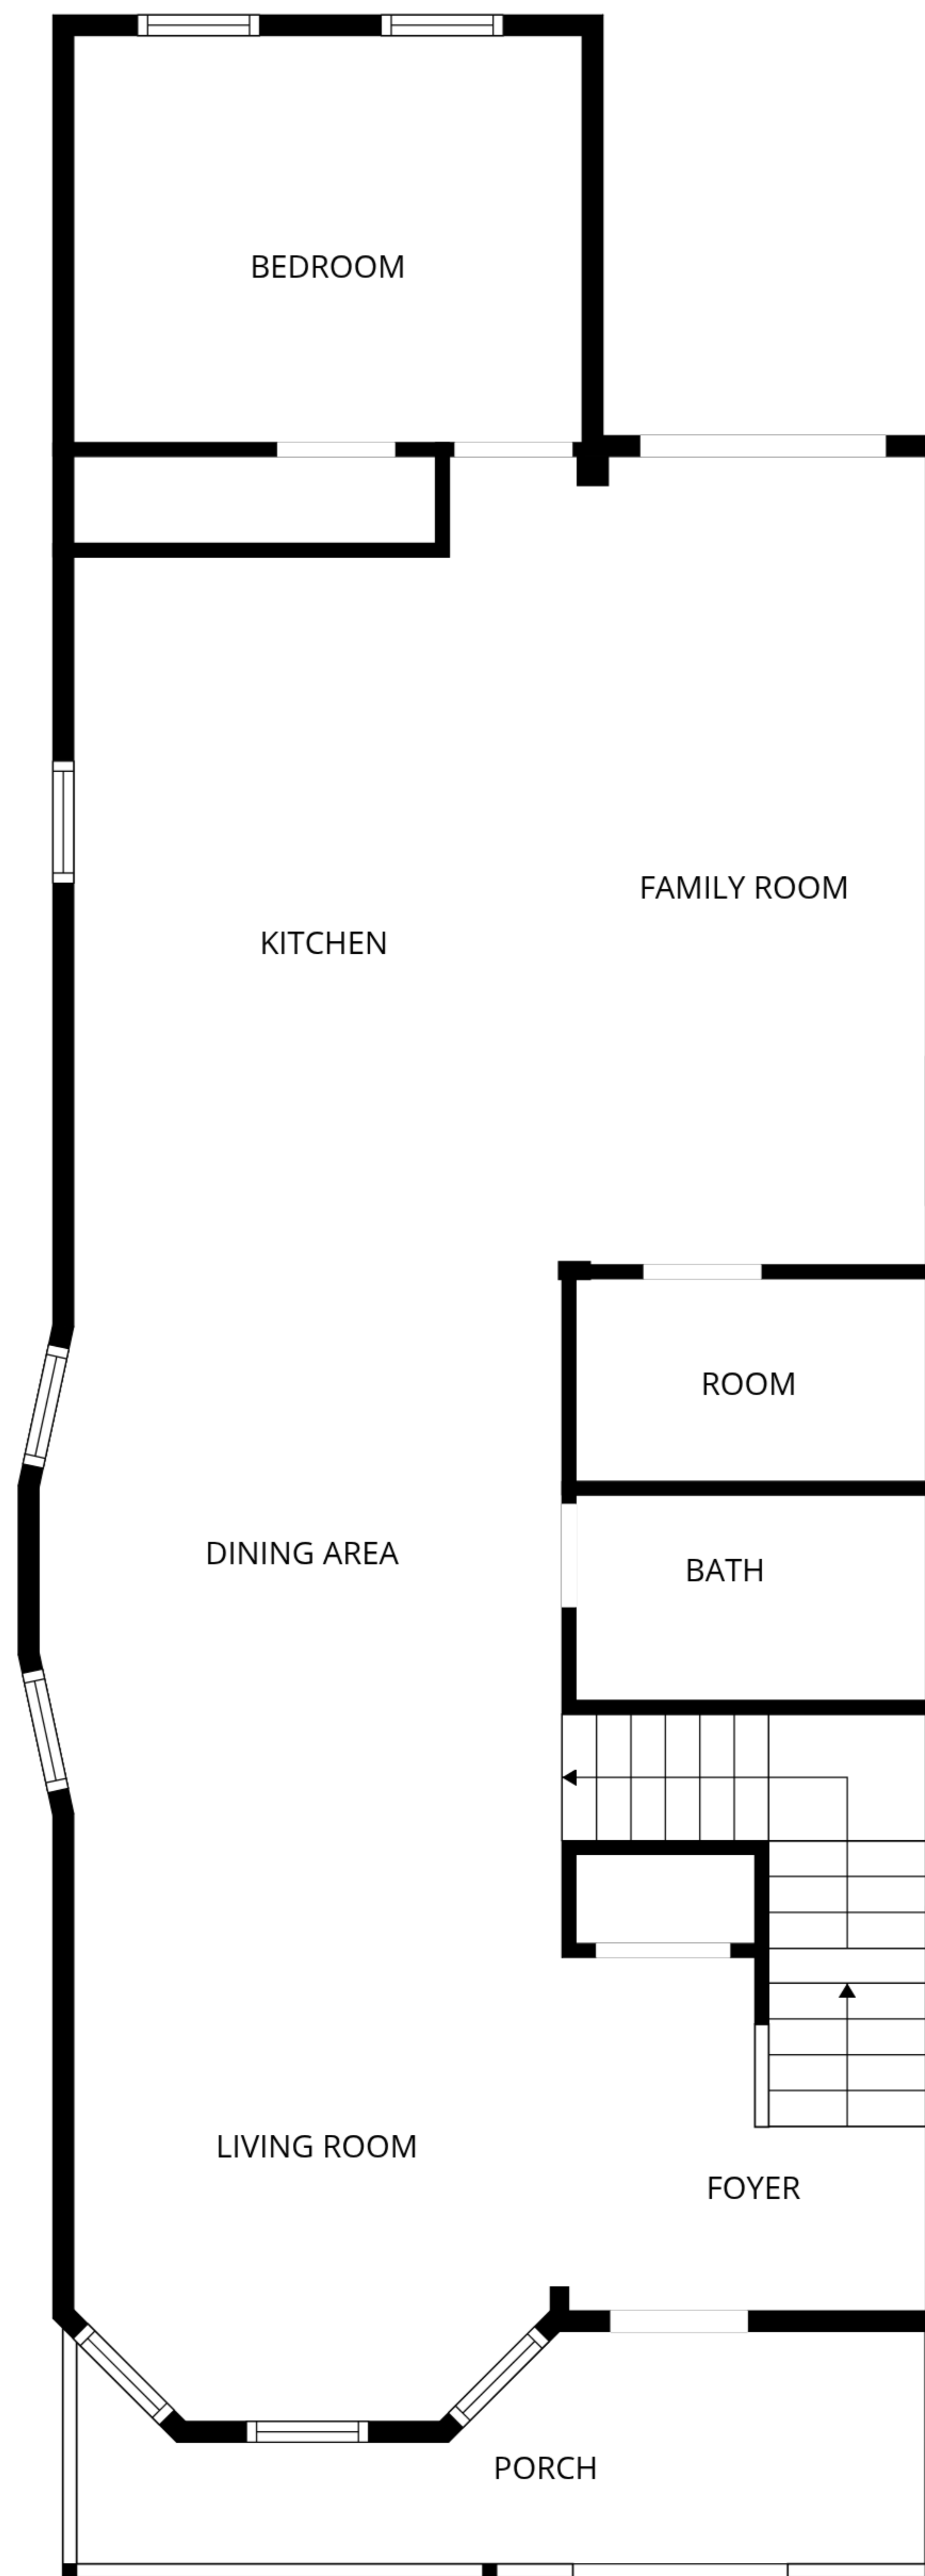 BEDROOM
FAMILY ROOM
KITCHEN
ROOM
DINING AREA
BATH
LIVING ROOM
FOYER
PORCH